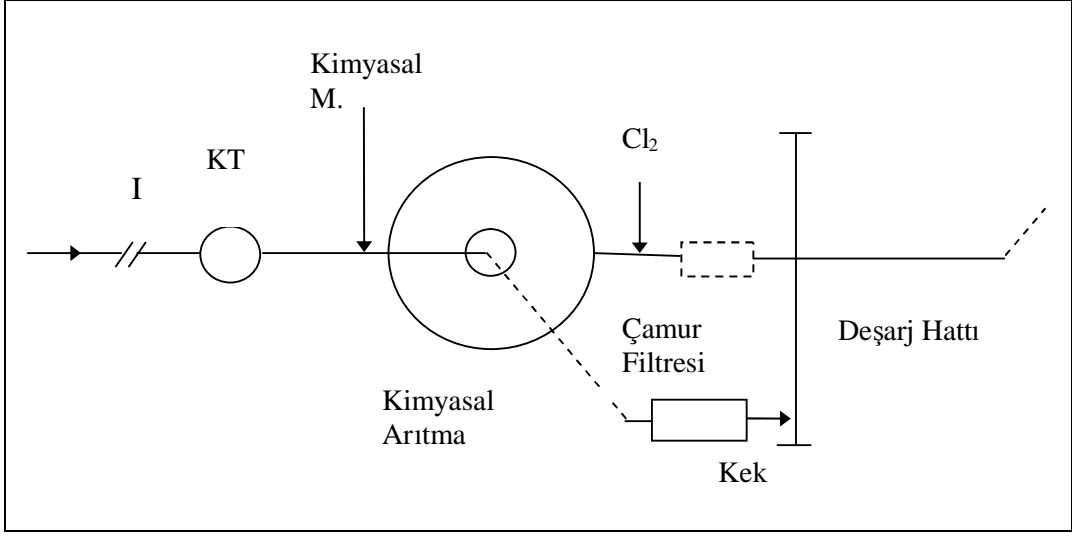 Kimyasal
M.
Cl₂
KT
I
Çamur
Filtresi
Deşarj Hattı
Kimyasal
Arıtma
Kek